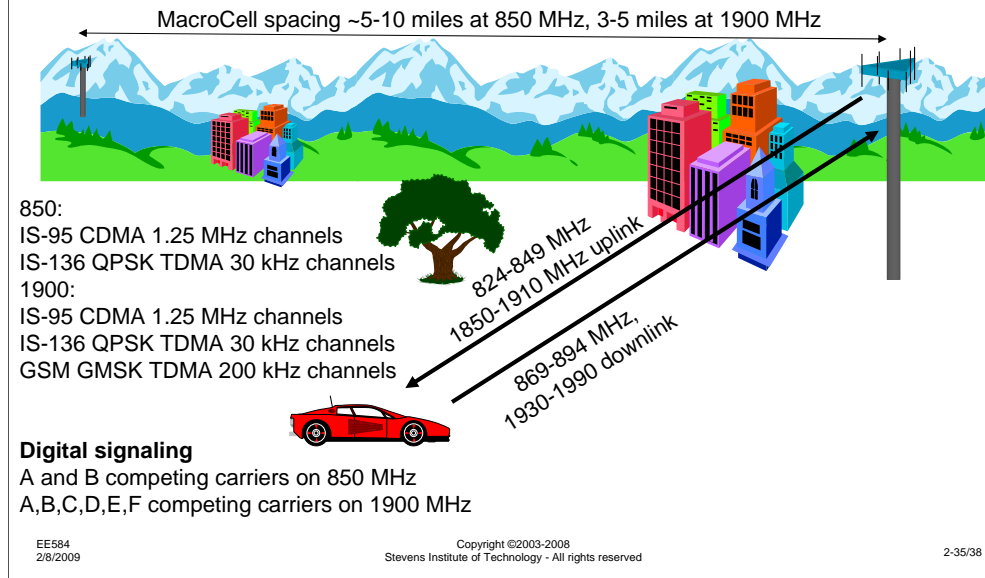 MacroCell spacing ~5-10 miles at 850 MHz, 3-5 miles at 1900 MHz
850:
IS-95 CDMA 1.25 MHz channels
IS-136 QPSK TDMA 30 kHz channels
1900:
IS-95 CDMA 1.25 MHz channels
IS-136 QPSK TDMA 30 kHz channels
GSM GMSK TDMA 200 kHz channels
824-849 MHz
1850-1910 MHz uplink
869-894 MHz,
1930-1990 downlink
Digital signaling
A and B competing carriers on 850 MHz
A,B,C,D,E,F competing carriers on 1900 MHz
EE584
2/8/2009
Copyright ©2003-2008
Stevens Institute of Technology - All rights reserved
2-35/38